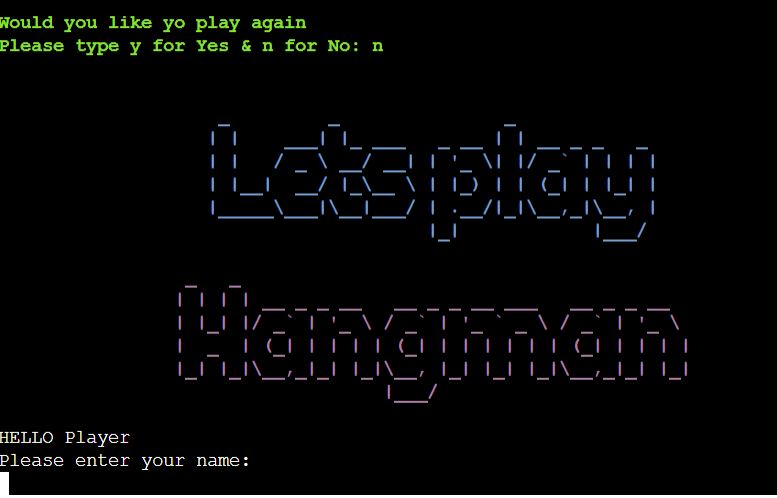 Would you like yo play again
Please type y for Yes & n for No: n
Lets play
Hangman
HELLO Player
Please enter your name: